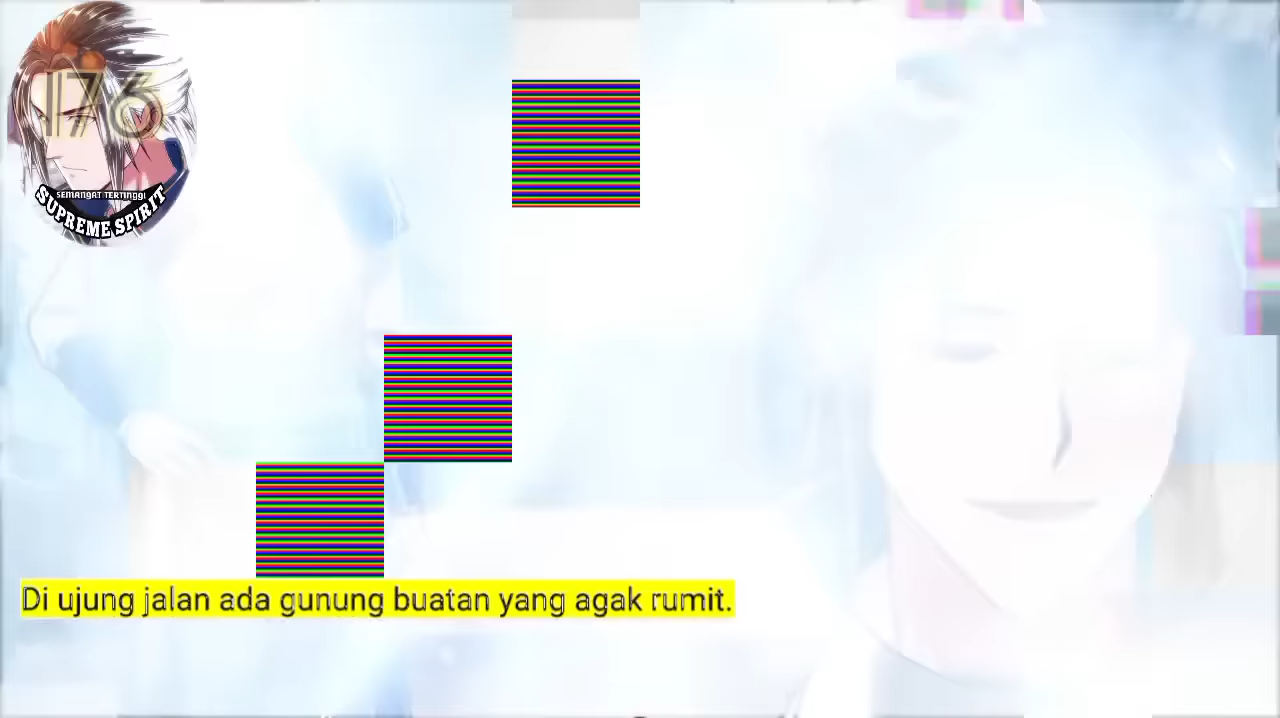 176
SEMANGAT TERTINGGI
SUPREME SPIRIT
Di ujung jalan ada gunung buatan yang agak rumit.